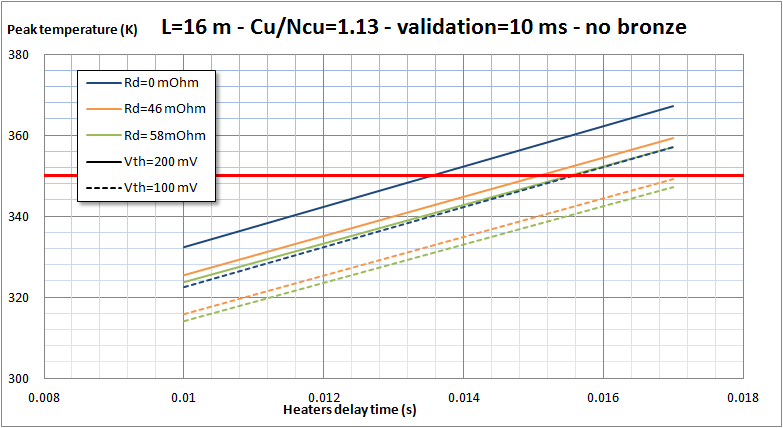 Peak temperature (K)
L=16 m - Cu/Ncu=1.13 - validation=10 ms - no bronze
380
360
340
320
300
Rd=0 mOhm
Rd=46 mOhm
Rd= 58mOhm
Vth=200 mV
Vth=100 mV
0.008
0.01
0.012
0.014
0.016
0.018
Heaters delay time (s)